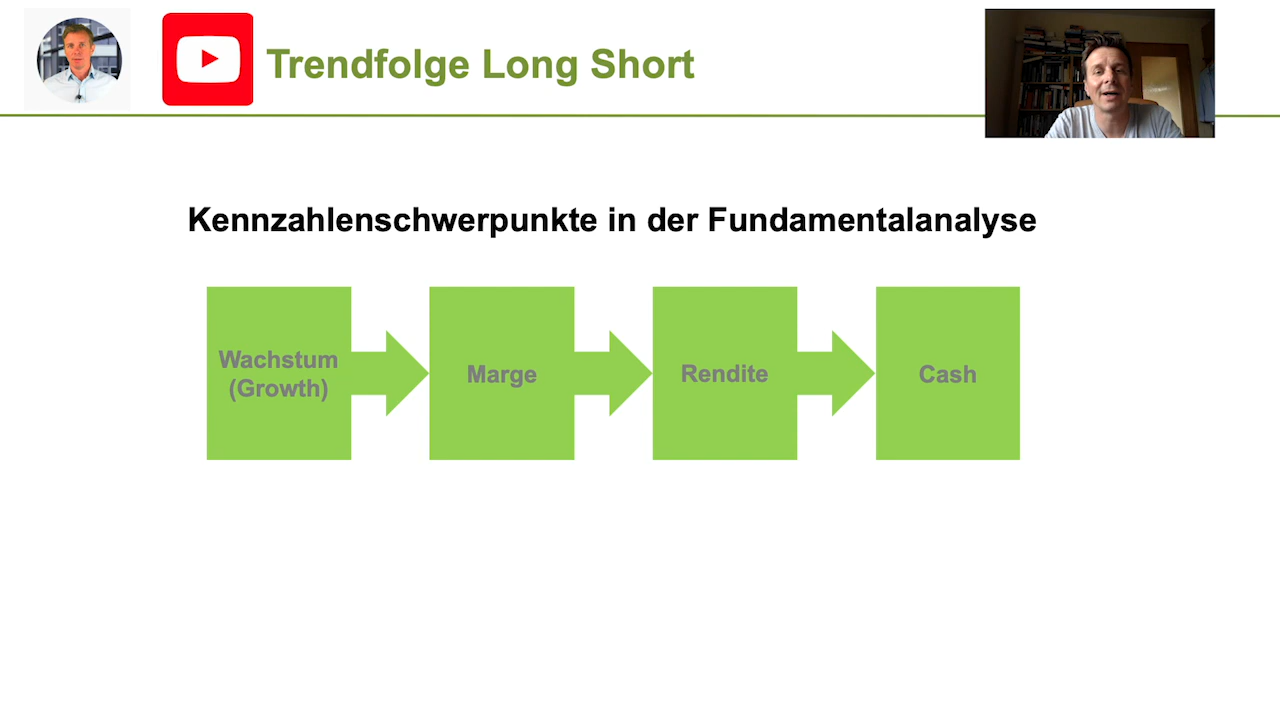 Trendfolge Long Short
Kennzahlenschwerpunkte in der Fundamentalanalyse
Wachstum
(Growth)
Marge
Rendite
Cash